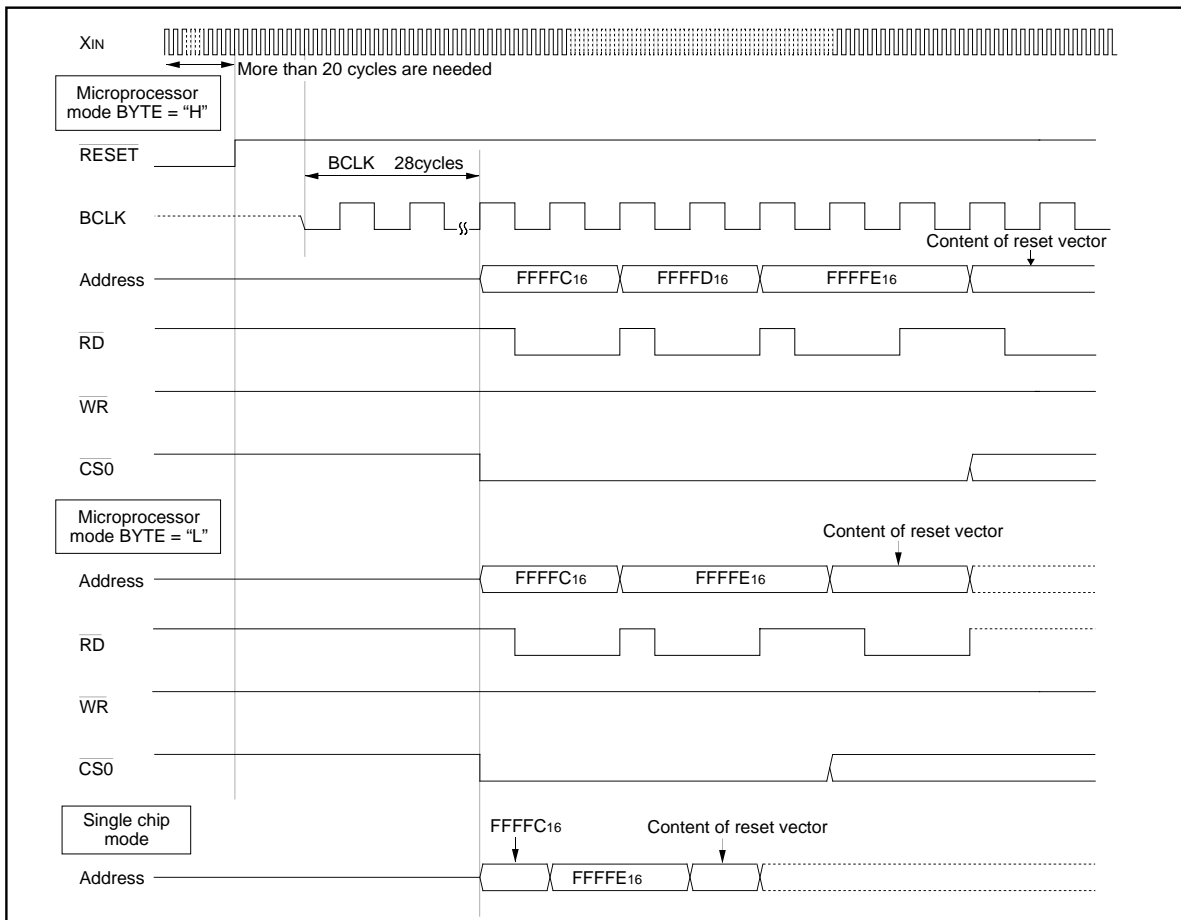 XIN
More than 20 cycles are needed
Microprocessor
mode BYTE = “H”
RESET
BCLK 28cycles
BCLK
Content of reset vector
Address
FFFFC16
FFFFD16
FFFFE16
RD
WR
CS0
Microprocessor
mode BYTE = “L”
Content of reset vector
Address
FFFFC16
FFFFE16
RD
WR
CS0
Single chip
mode
FFFFC16
Content of reset vector
Address
FFFFE16